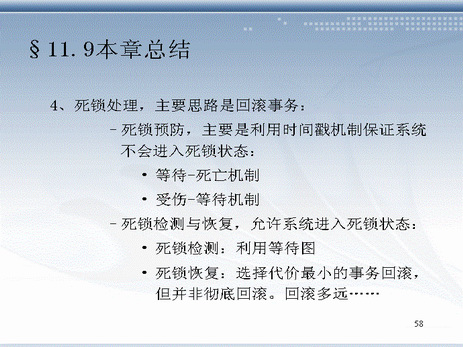 §11.9本章总结
4、死锁处理，主要思路是回滚事务：
–死锁预防，主要是利用时间戳机制保证系统
不会进入死锁状态：
• 等待-死亡机制
• 受伤-等待机制
–死锁检测与恢复，允许系统进入死锁状态：
• 死锁检测：利用等待图
• 死锁恢复：选择代价最小的事务回滚，
但并非彻底回滚。回滚多远……
58